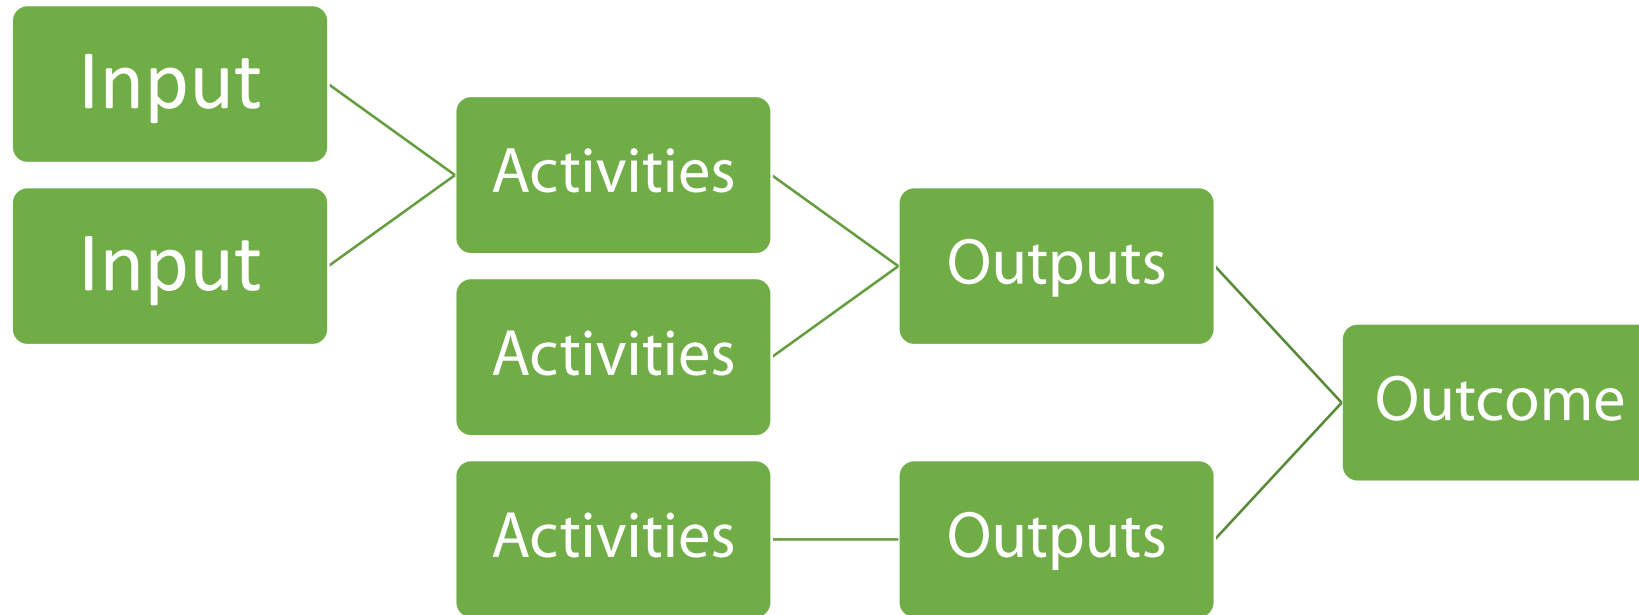 Input
Input
Activities
Activities
Activities
Outputs
Outputs
Outcome